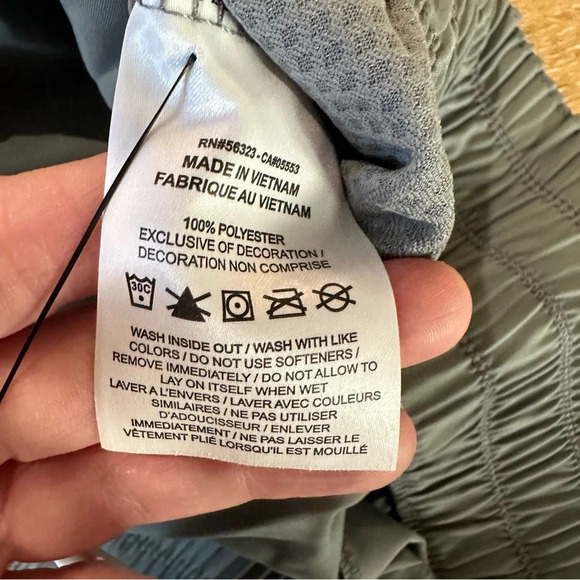 RN#56323-CA#05553
MADE IN VIETNAM
FABRIQUE AU VIETNAM
100% POLYESTER
EXCLUSIVE OF DECORATION /
DECORATION NON COMPRISE
30C
WASH INSIDE OUT / WASH WITH LIKE
COLORS / DO NOT USE SOFTENERS /
REMOVE IMMEDIATELY / DO NOT ALLOW TO
LAY ON ITSELF WHEN WET
LAVER A L'ENVERS / LAVER AVEC COULEURS
SIMILAIRES / NE PAS UTILISER
D'ADOUCISSEUR / ENLEVER
IMMEDIATEMENT / NE PAS LAISSER LE
VÊTEMENT PLIÉ LORSQU'IL EST MOUILLÉ